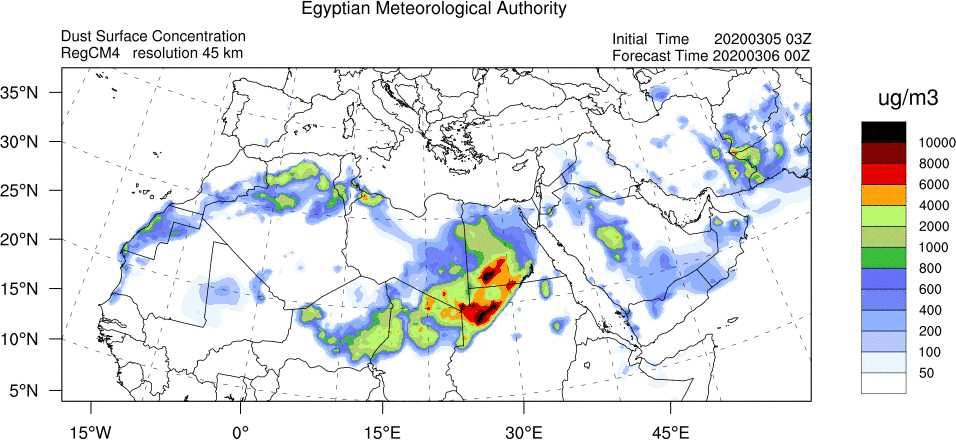 Egyptian Meteorological Authority
Dust Surface Concentration
RegCM4 resolution 45 km
Initial Time 20200305 03Z
Forecast Time 20200306 00Z
ug/m3
35°N
30°N
25°N
20°N
15°N
10°N
5°N
15°W
0°
15°E
30°E
45°E
10000
8000
6000
4000
2000
1000
800
600
400
200
100
50